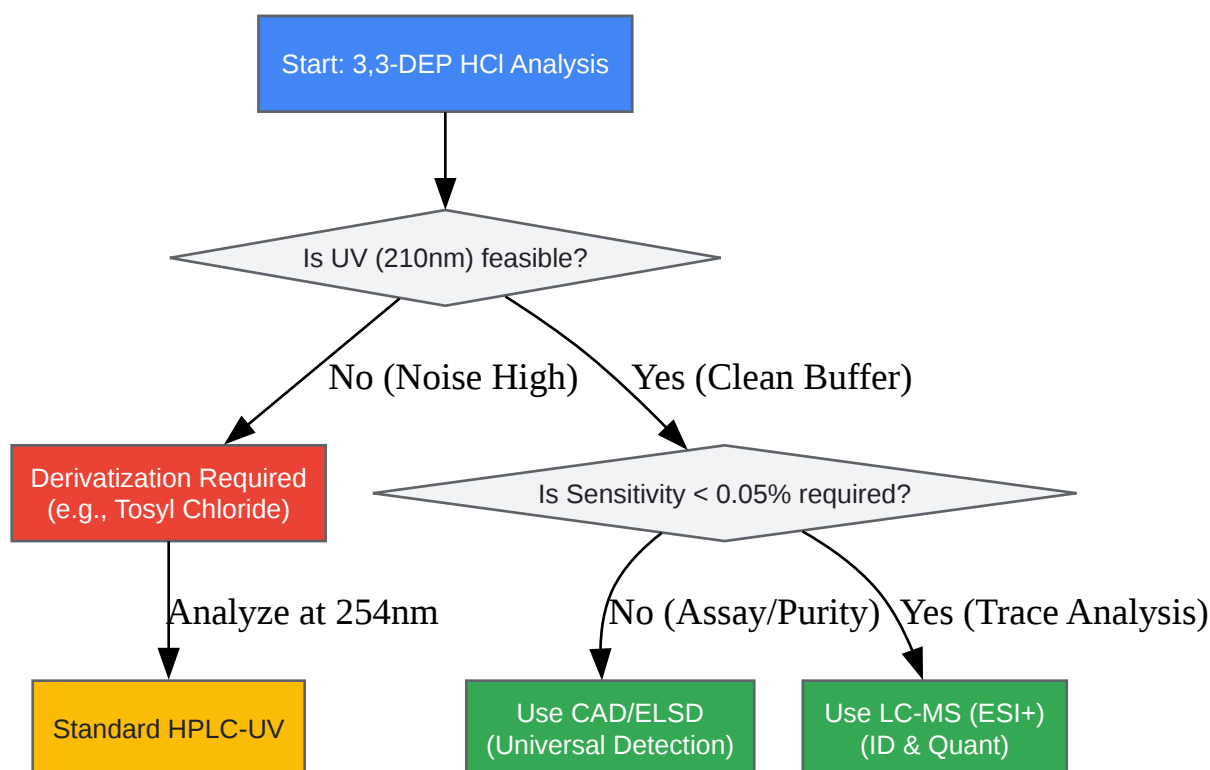 Start: 3,3-DEP HCl Analysis
Is UV (210nm) feasible?
No (Noise High)
Yes (Clean Buffer)
Derivatization Required
(e.g., Tosyl Chloride)
Is Sensitivity < 0.05% required?
Analyze at 254nm
No (Assay/Purity)
Yes (Trace Analysis)
Standard HPLC-UV
Use CAD/ELSD
(Universal Detection)
Use LC-MS (ESI+)
(ID & Quant)